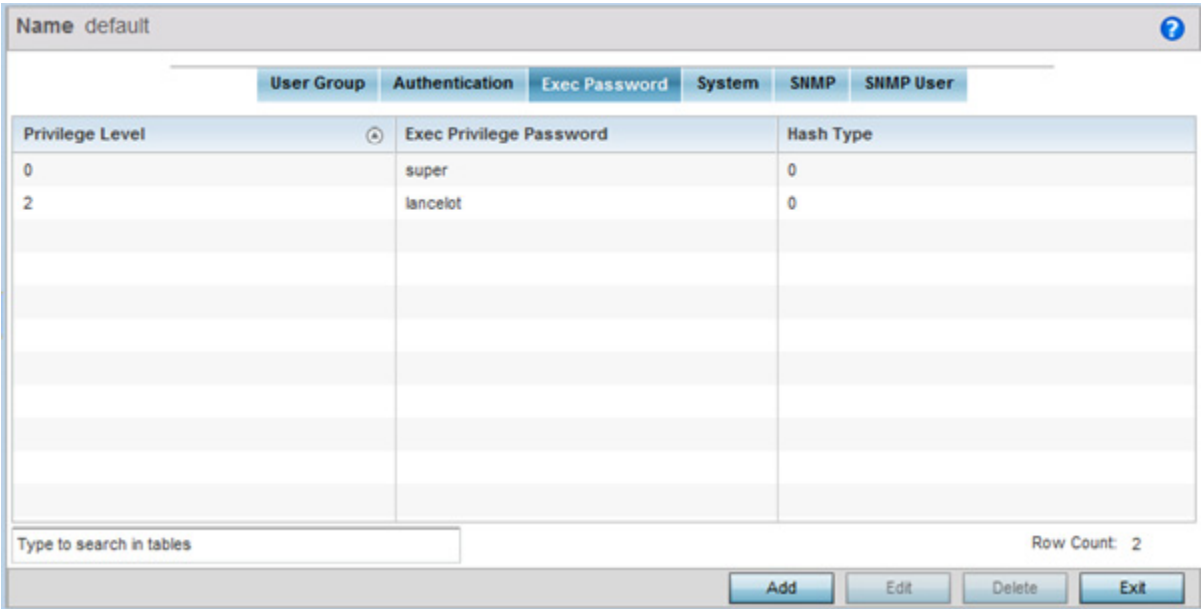 Name default ?
User Group Authentication Exec Password System SNMP SNMP User
Privilege Level Exec Privilege Password Hash Type
0 super 0
2 lancelot 0
Type to search in tables Row Count: 2
Add Edit Delete Exit